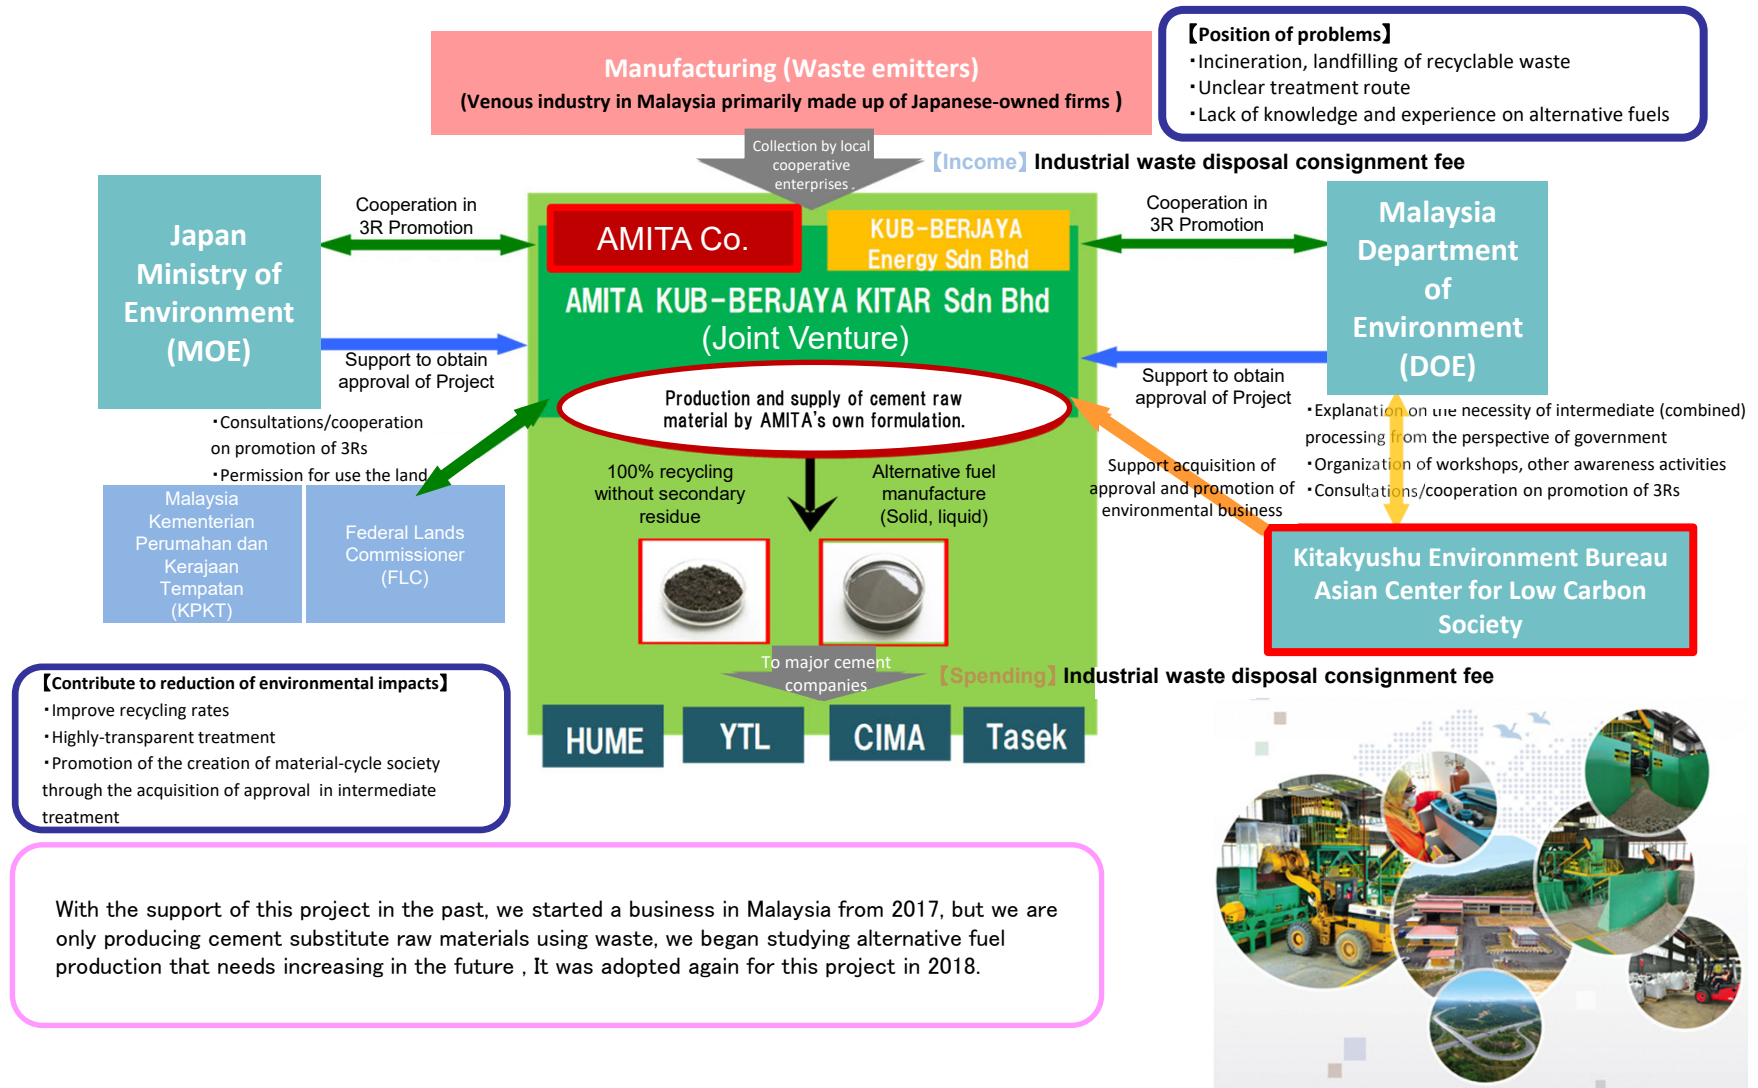 Manufacturing (Waste emitters)
(Venous industry in Malaysia primarily made up of Japanese-owned firms )
【Position of problems】
・Incineration, landfilling of recyclable waste
・Unclear treatment route
・Lack of knowledge and experience on alternative fuels
Collection by local
cooperative
enterprises .
【Income】 Industrial waste disposal consignment fee
Japan
Ministry of
Environment
(MOE)
Cooperation in
3R Promotion
Support to obtain
approval of Project
AMITA Co.
KUB-BERJAYA
Energy Sdn Bhd
AMITA KUB-BERJAYA KITAR Sdn Bhd
(Joint Venture)
Production and supply of cement raw
material by AMITA's own formulation.
Cooperation in
3R Promotion
Support to obtain
approval of Project
Malaysia
Department
of
Environment
(DOE)
・Consultations/cooperation
on promotion of 3Rs
・Permission for use the land
Malaysia
Kementerian
Perumahan dan
Kerajaan
Tempatan
(KPKT)
Federal Lands
Commissioner
(FLC)
100% recycling
without secondary
residue
Alternative fuel
manufacture
(Solid, liquid)
Support acquisition of
approval and promotion of
environmental business
・Explanation on the necessity of intermediate (combined)
processing from the perspective of government
・Organization of workshops, other awareness activities
・Consultations/cooperation on promotion of 3Rs
Kitakyushu Environment Bureau
Asian Center for Low Carbon
Society
To major cement
companies
【Spending】 Industrial waste disposal consignment fee
HUME
YTL
CIMA
Tasek
【Contribute to reduction of environmental impacts】
・Improve recycling rates
・Highly-transparent treatment
・Promotion of the creation of material-cycle society
through the acquisition of approval in intermediate
treatment
With the support of this project in the past, we started a business in Malaysia from 2017, but we are
only producing cement substitute raw materials using waste, we began studying alternative fuel
production that needs increasing in the future , It was adopted again for this project in 2018.